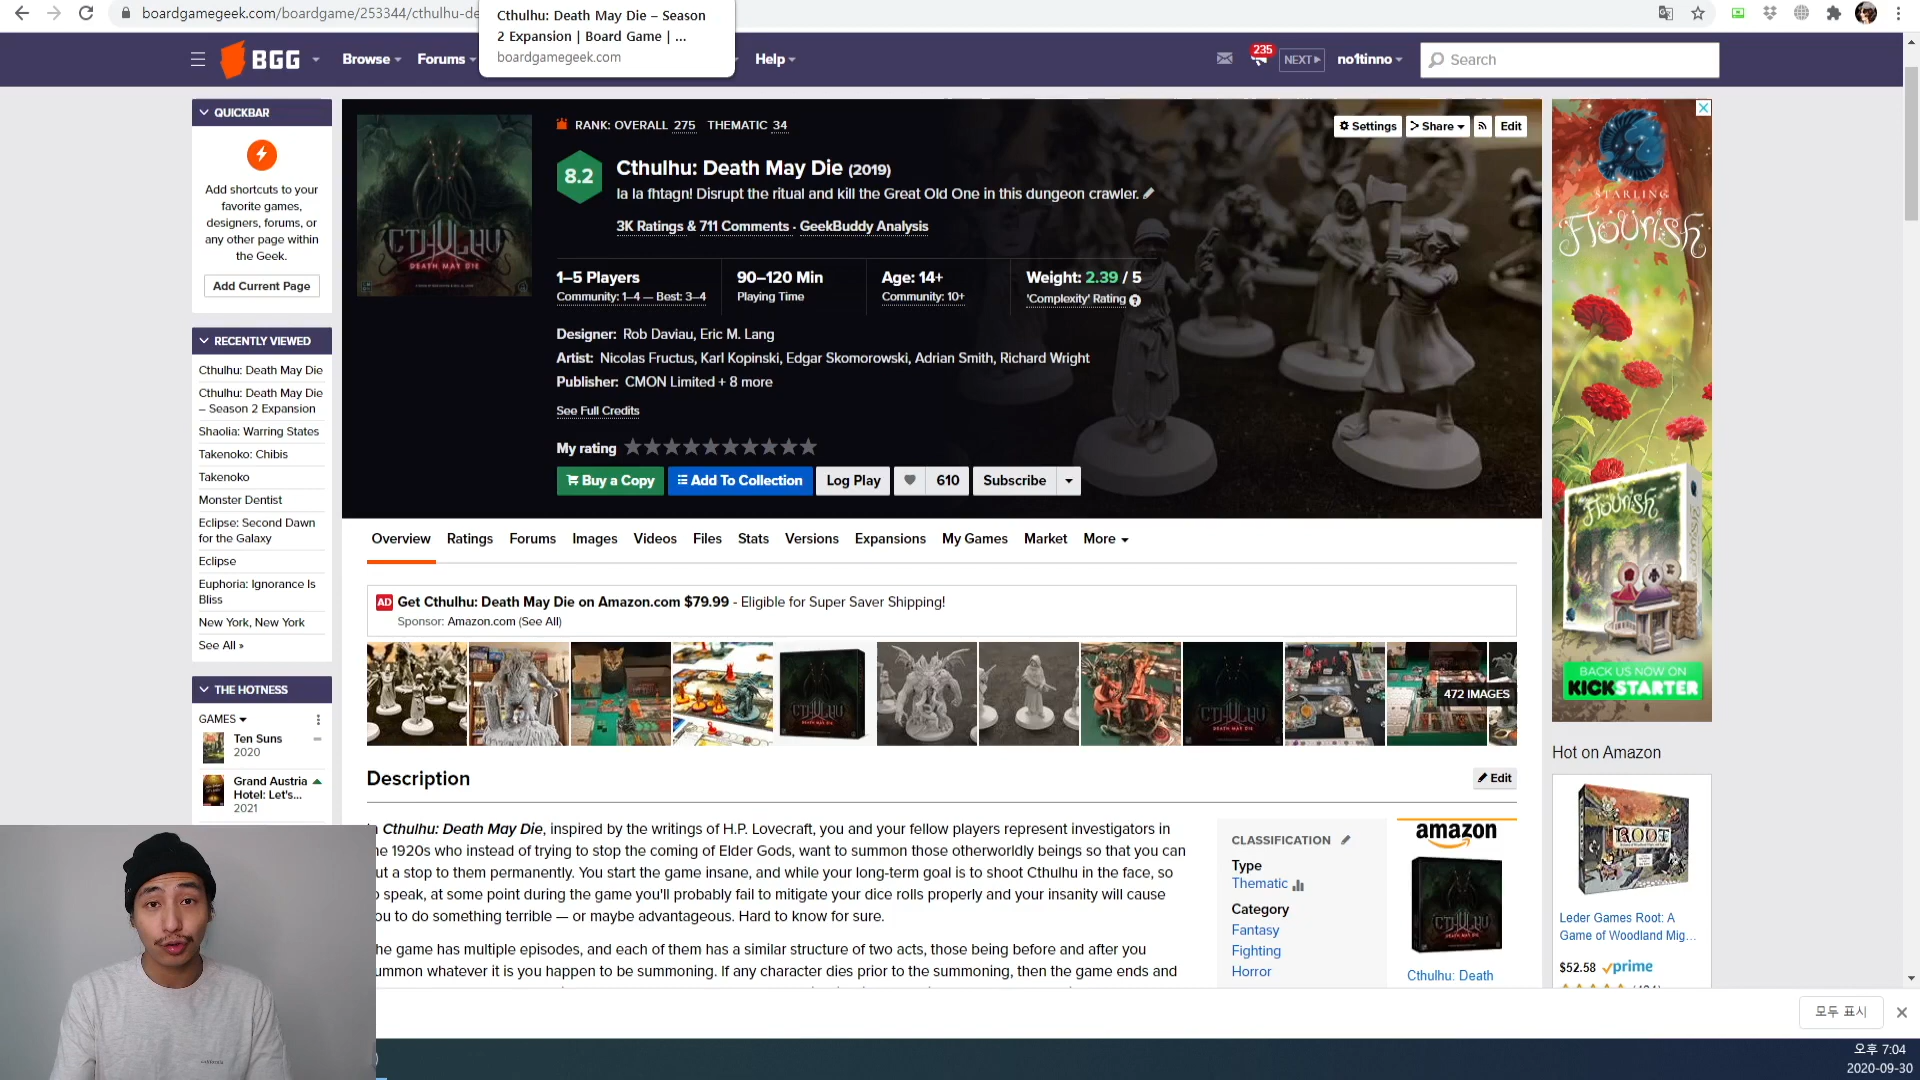 boardgamegeek.com/boardgame/253344/cthulhu-de
Cthulhu: Death May Die – Season
2 Expansion | Board Game | ...
boardgamegeek.com
BGG
Browse
Forums
Help
235
NEXT
no1tinno
Search
QUICKBAR
Add shortcuts to your
favorite games,
designers, forums, or
any other page within
the Geek.
Add Current Page
RECENTLY VIEWED
Cthulhu: Death May Die
Cthulhu: Death May Die
– Season 2 Expansion
Shaolia: Warring States
Takenoko: Chibis
Takenoko
Monster Dentist
Eclipse: Second Dawn
for the Galaxy
Eclipse
Euphoria: Ignorance Is
Bliss
New York, New York
See All »
THE HOTNESS
GAMES
Ten Suns
2020
Grand Austria
Hotel: Let's...
2021
CTHULHU
DEATH MAY DIE
RANK: OVERALL 275 THEMATIC 34
Settings
Share
Edit
8.2
Cthulhu: Death May Die (2019)
Ia Ia fhtagn! Disrupt the ritual and kill the Great Old One in this dungeon crawler.
3K Ratings & 711 Comments · GeekBuddy Analysis
1–5 Players
Community: 1–4 — Best: 3–4
90–120 Min
Playing Time
Age: 14+
Community: 10+
Weight: 2.39 / 5
'Complexity' Rating
Designer: Rob Daviau, Eric M. Lang
Artist: Nicolas Fructus, Karl Kopinski, Edgar Skomorowski, Adrian Smith, Richard Wright
Publisher: CMON Limited + 8 more
See Full Credits
My rating
Buy a Copy
Add To Collection
Log Play
610
Subscribe
Overview Ratings Forums Images Videos Files Stats Versions Expansions My Games Market More
AD Get Cthulhu: Death May Die on Amazon.com $79.99 - Eligible for Super Saver Shipping!
Sponsor: Amazon.com (See All)
CTHULHU
472 IMAGES
Description
Edit
Cthulhu: Death May Die, inspired by the writings of H.P. Lovecraft, you and your fellow players represent investigators in
1920s who instead of trying to stop the coming of Elder Gods, want to summon those otherworldly beings so that you can
a stop to them permanently. You start the game insane, and while your long-term goal is to shoot Cthulhu in the face, so
speak, at some point during the game you'll probably fail to mitigate your dice rolls properly and your insanity will cause
to do something terrible — or maybe advantageous. Hard to know for sure.
game has multiple episodes, and each of them has a similar structure of two acts, those being before and after you
whatever it is you happen to be summoning. If any character dies prior to the summoning, then the game ends and
CLASSIFICATION
Type
Thematic
Category
Fantasy
Fighting
Horror
amazon
CTHULHU
DEATH MAY DIE
Cthulhu: Death
STARLING
Flourish
Flourish
BACK US NOW ON
KICKSTARTER
Hot on Amazon
ROOT
Leder Games Root: A
Game of Woodland Mig...
$52.58 prime
모두 표시
오후 7:04
2020-09-30